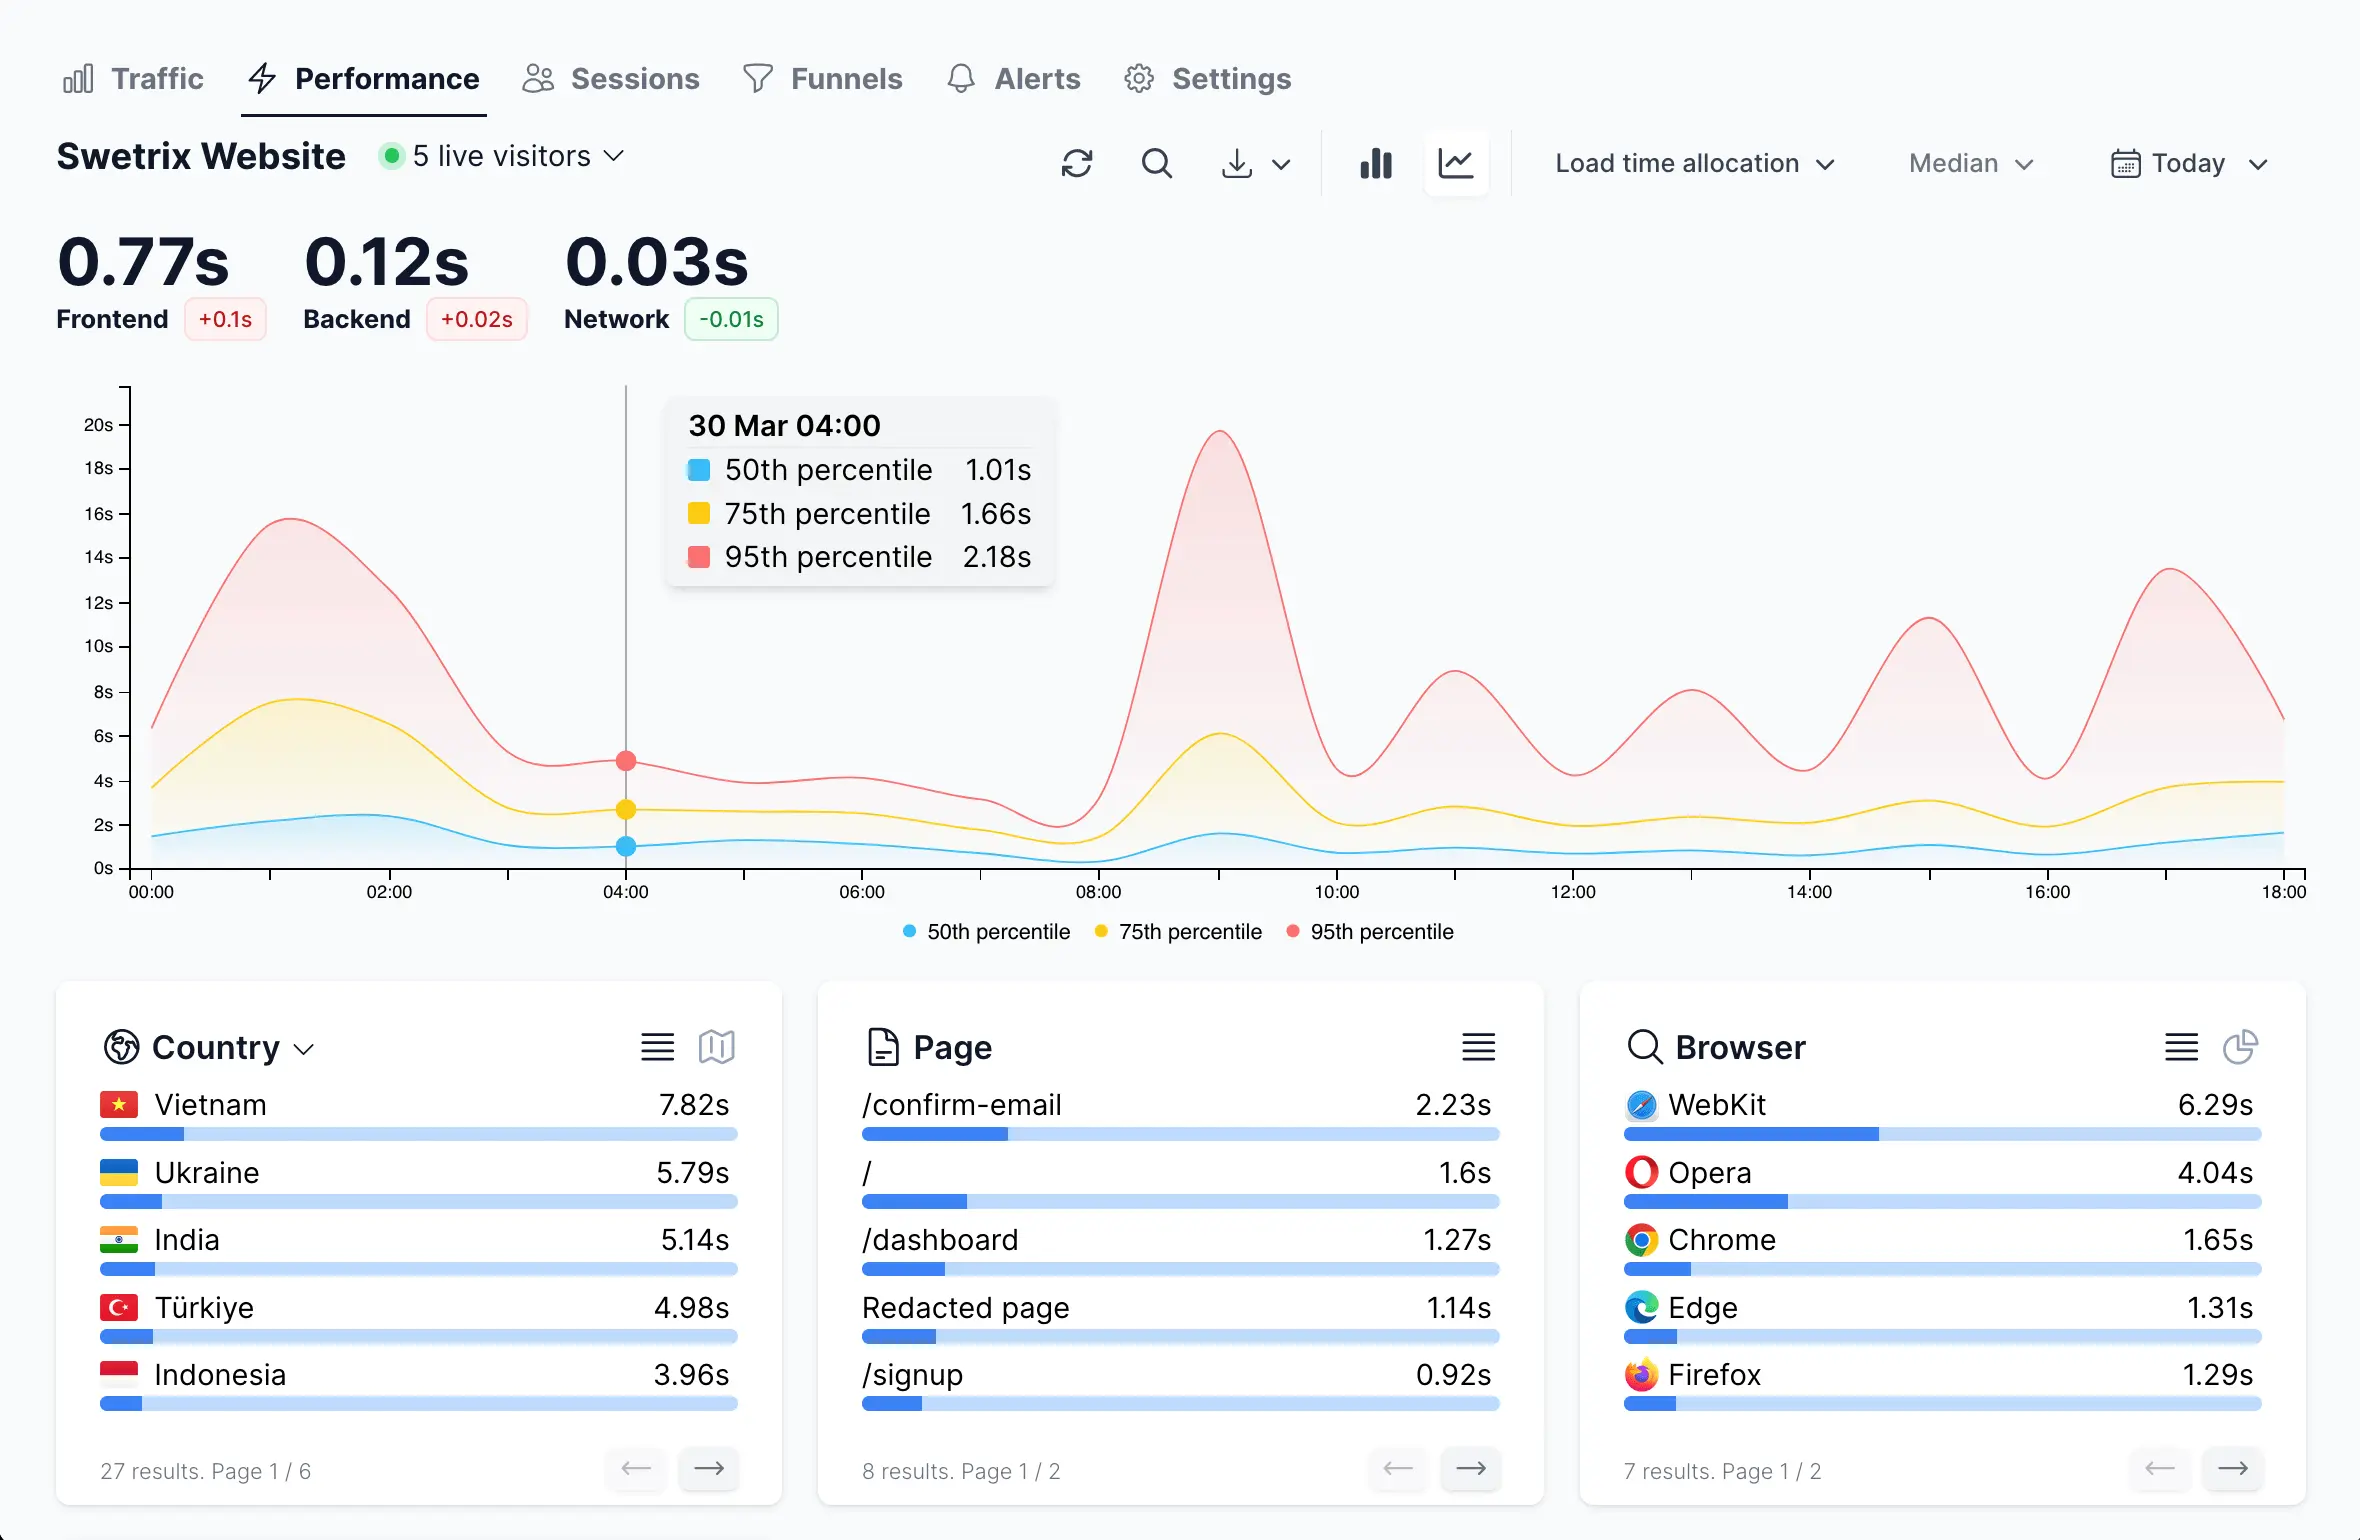 Traffic Performance Sessions Funnels Alerts Settings
Swetrix Website 5 live visitors Load time allocation Median Today
0.77s 0.12s 0.03s
Frontend +0.1s Backend +0.02s Network -0.01s
30 Mar 04:00
50th percentile 1.01s
75th percentile 1.66s
95th percentile 2.18s
20s
18s
16s
14s
12s
10s
8s
6s
4s
2s
0s
00:00 02:00 04:00 06:00 08:00 10:00 12:00 14:00 16:00 18:00
50th percentile 75th percentile 95th percentile
Country
Vietnam 7.82s
Ukraine 5.79s
India 5.14s
Türkiye 4.98s
Indonesia 3.96s
27 results. Page 1 / 6
Page
/confirm-email 2.23s
/ 1.6s
/dashboard 1.27s
Redacted page 1.14s
/signup 0.92s
8 results. Page 1 / 2
Browser
WebKit 6.29s
Opera 4.04s
Chrome 1.65s
Edge 1.31s
Firefox 1.29s
7 results. Page 1 / 2